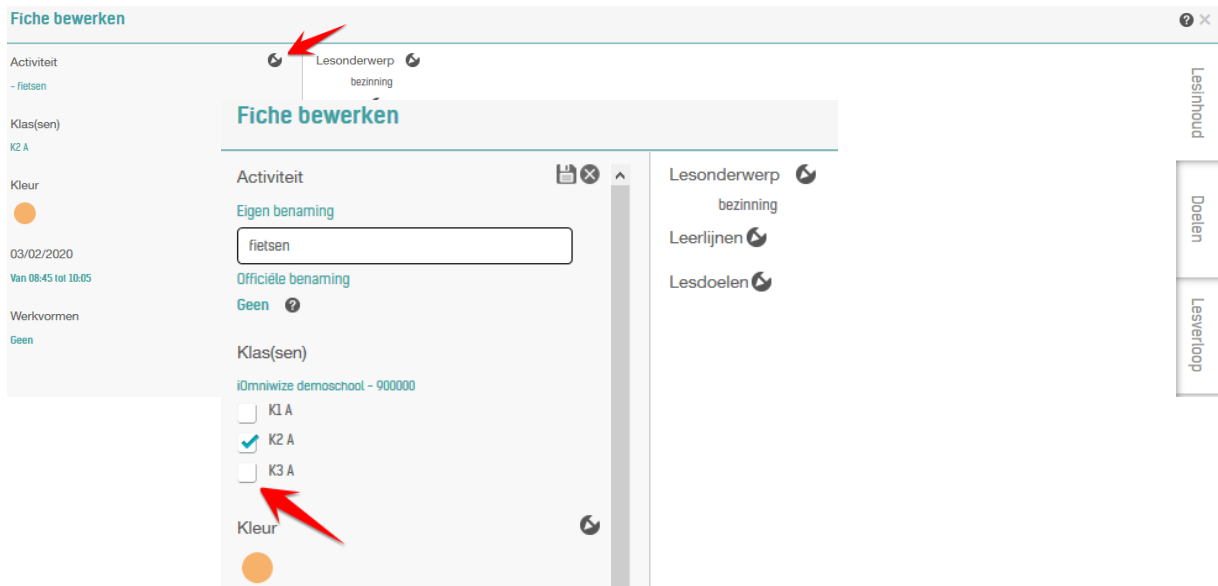 Fiche bewerken
Activiteit
- fietsen
Klas(sen)
K2 A
Kleur
03/02/2020
Van 08:45 tot 10:05
Werkvormen
Geen
Lesonderwerp
bezinning
Fiche bewerken
Activiteit
Eigen benaming
fietsen
Officiële benaming
Geen
Klas(sen)
iOmniwize demoschool - 900000
K1 A
K2 A
K3 A
Kleur
Lesonderwerp
bezinning
Leerlijnen
Lesdoelen
Lesinhoud
Doelen
Lesverloop